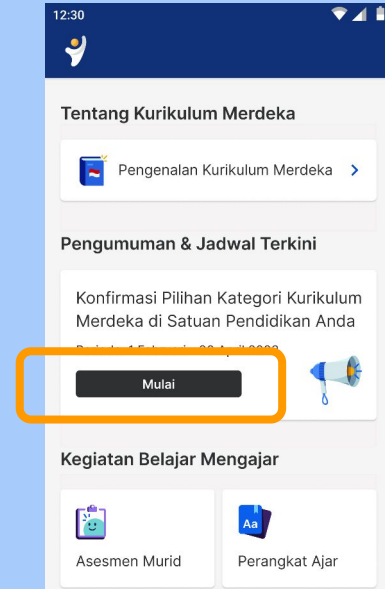 12:30
Tentang Kurikulum Merdeka
Pengenalan Kurikulum Merdeka
Pengumuman & Jadwal Terkini
Konfirmasi Pilihan Kategori Kurikulum
Merdeka di Satuan Pendidikan Anda
Mulai
Kegiatan Belajar Mengajar
Aa
Asesmen Murid
Perangkat Ajar